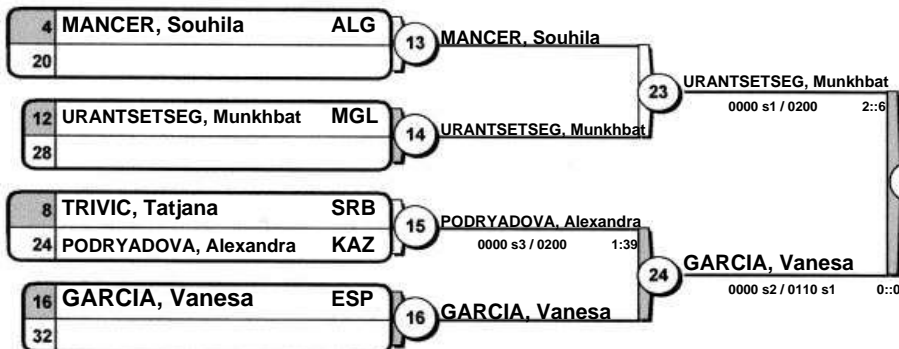 4 MANCER, Souhila ALG
20
13 MANCER, Souhila
12 URANTSETSEG, Munkhbat MGL
28
14 URANTSETSEG, Munkhbat
23 URANTSETSEG, Munkhbat
0000 s1 / 0200 2::6
8 TRIVIC, Tatjana SRB
24 PODRYADOVA, Alexandra KAZ
15 PODRYADOVA, Alexandra
0000 s3 / 0200 1:39
16 GARCIA, Vanesa ESP
32
16 GARCIA, Vanesa
24 GARCIA, Vanesa
0000 s2 / 0110 s1 0::0